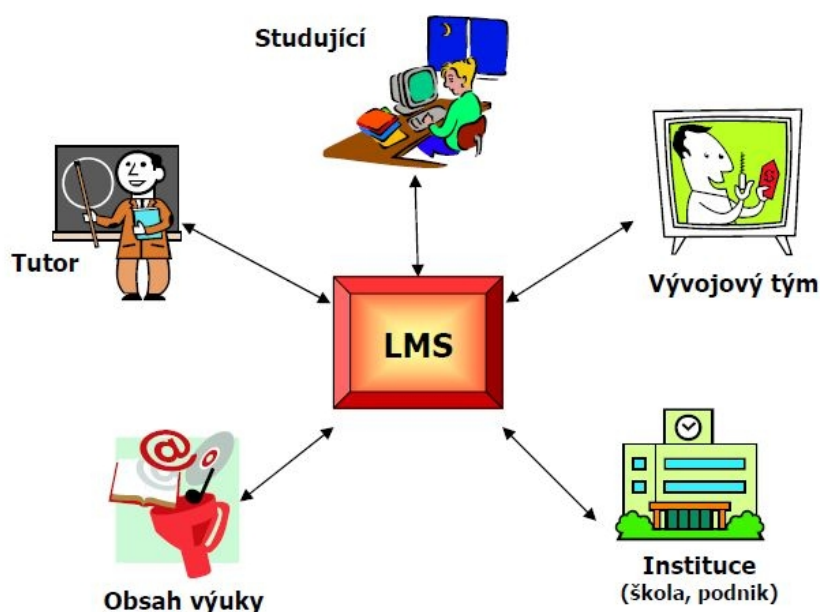 Studující
Tutor
Vývojový tým
LMS
Obsah výuky
Instituce
(škola, podnik)